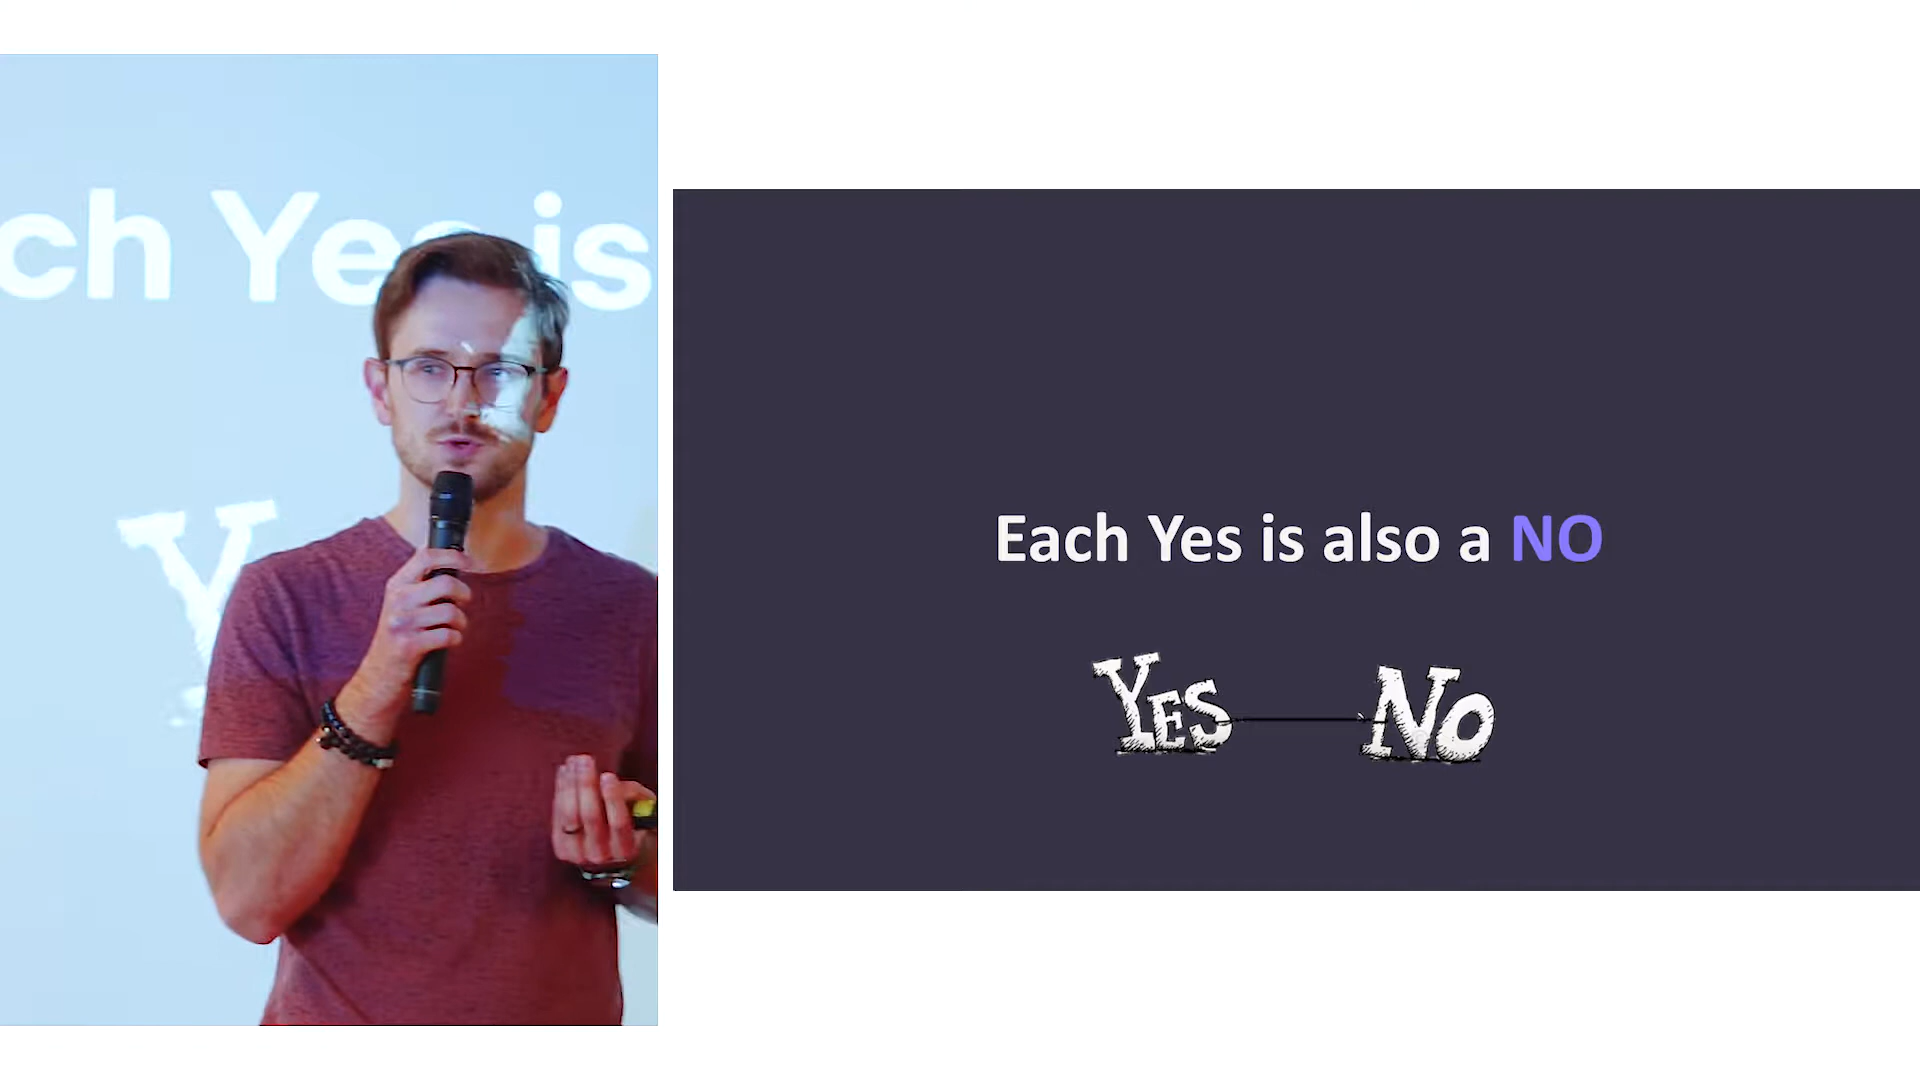 ch Yes is
Y
Each Yes is also a NO
YES NO